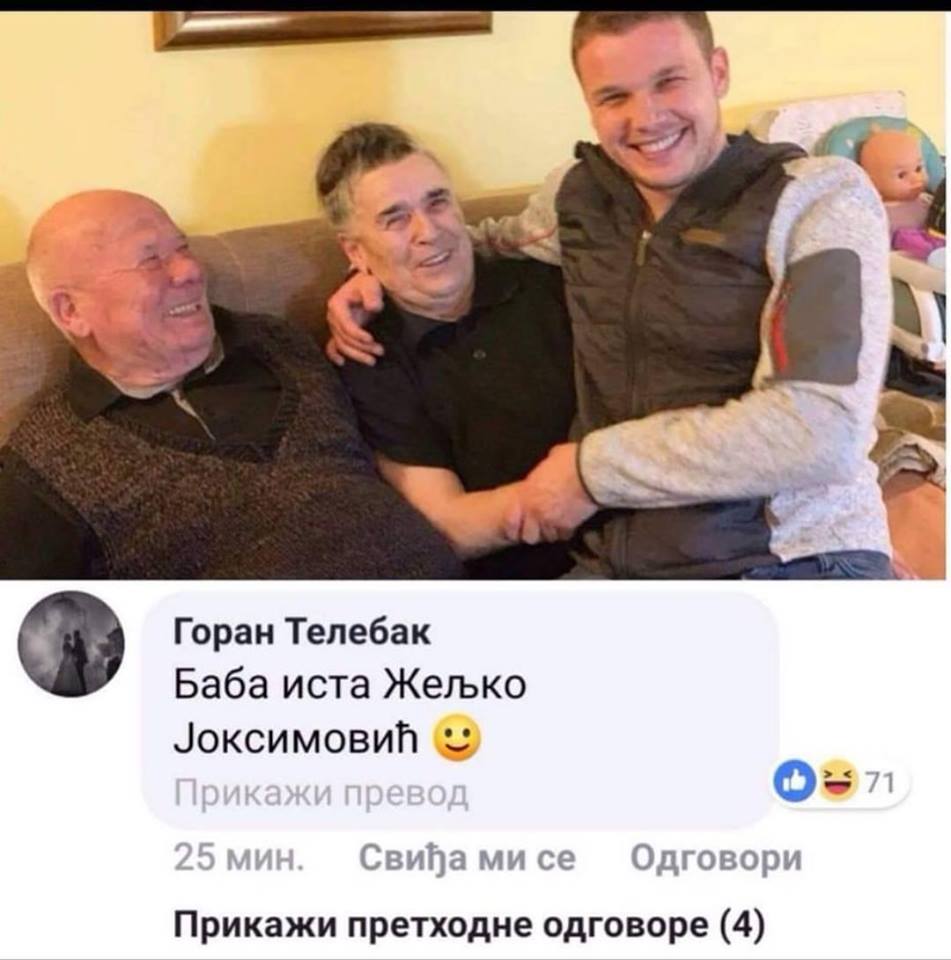 Горан Телебак
Баба иста Жељко
Јоксимовић
Прикажи превод
71
25 мин. Свиђа ми се Одговори
Прикажи претходне одговоре (4)